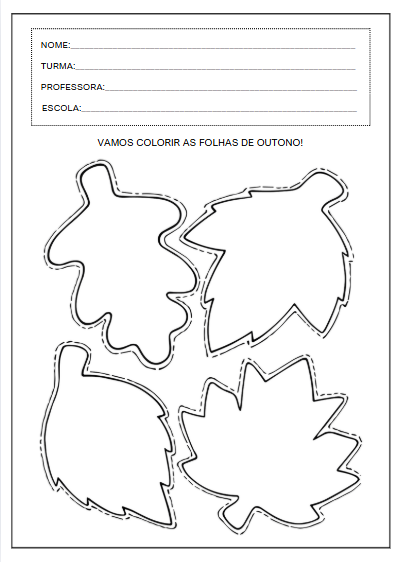 NOME:
TURMA:
PROFESSORA:
ESCOLA:
VAMOS COLORIR AS FOLHAS DE OUTONO!